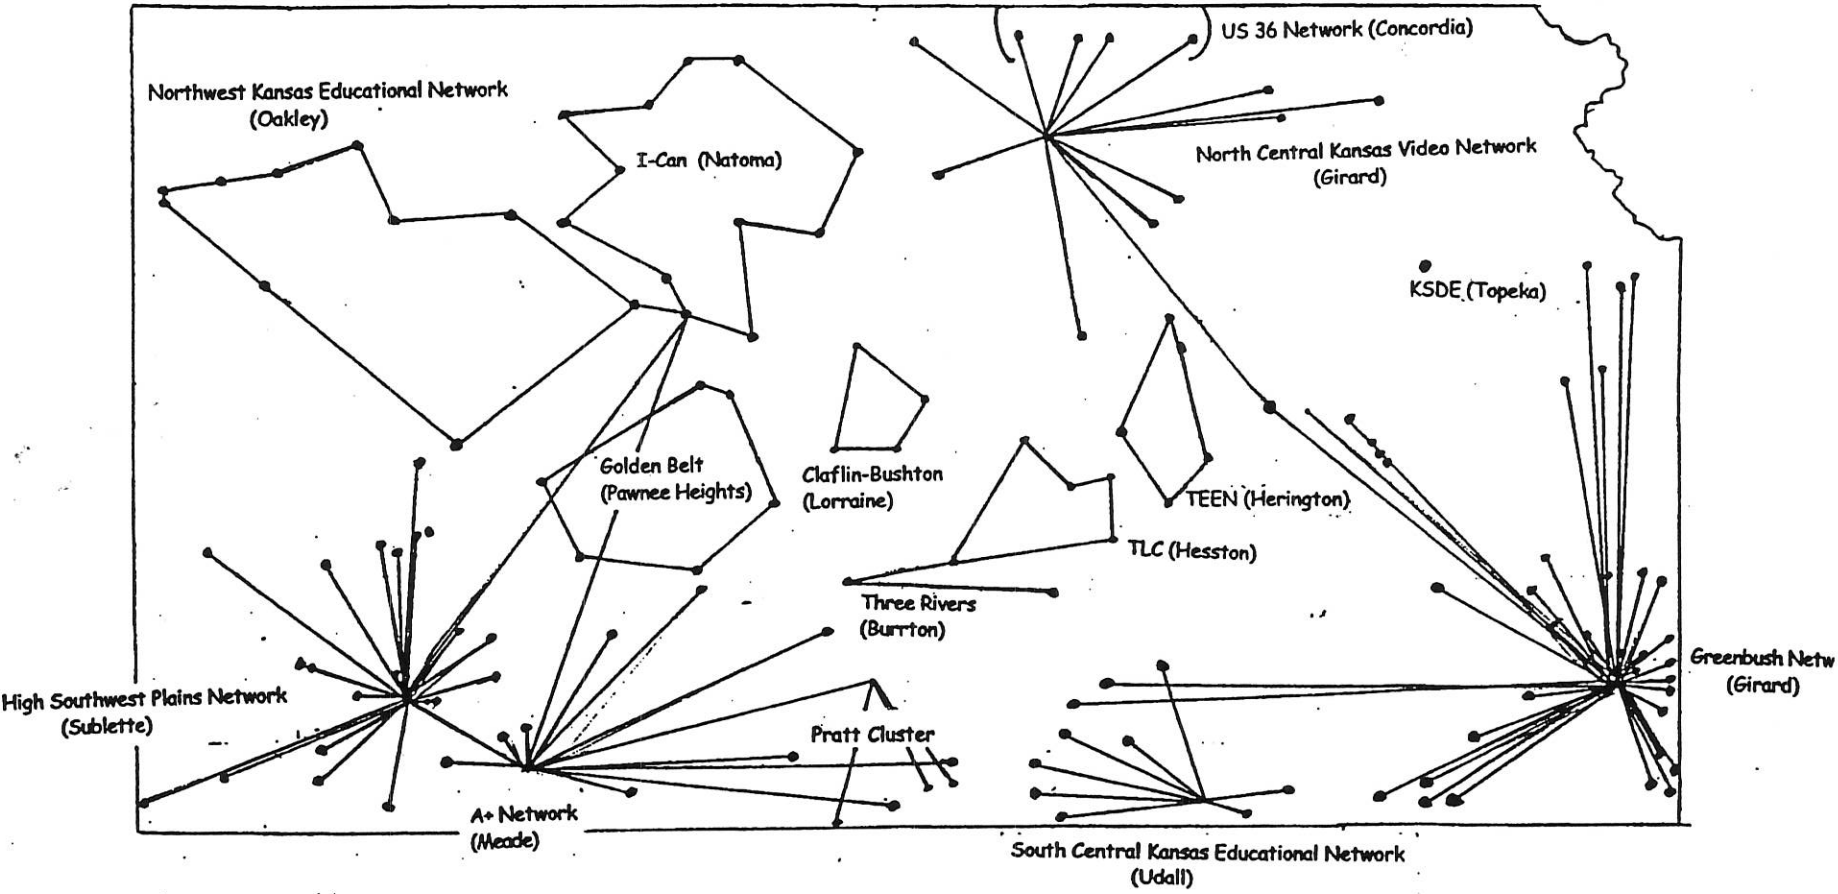 US 36 Network (Concordia)
Northwest Kansas Educational Network
(Oakley)
I-Can (Natoma)
North Central Kansas Video Network
(Girard)
KSDE (Topeka)
Golden Belt
(Pawnee Heights)
Claflin-Bushton
(Lorraine)
TEEN (Herington)
TLC (Hesston)
Three Rivers
(Burrton)
High Southwest Plains Network
(Sublette)
Greenbush Netw
(Girard)
Pratt Cluster
A+ Network
(Meade)
South Central Kansas Educational Network
(Udall)